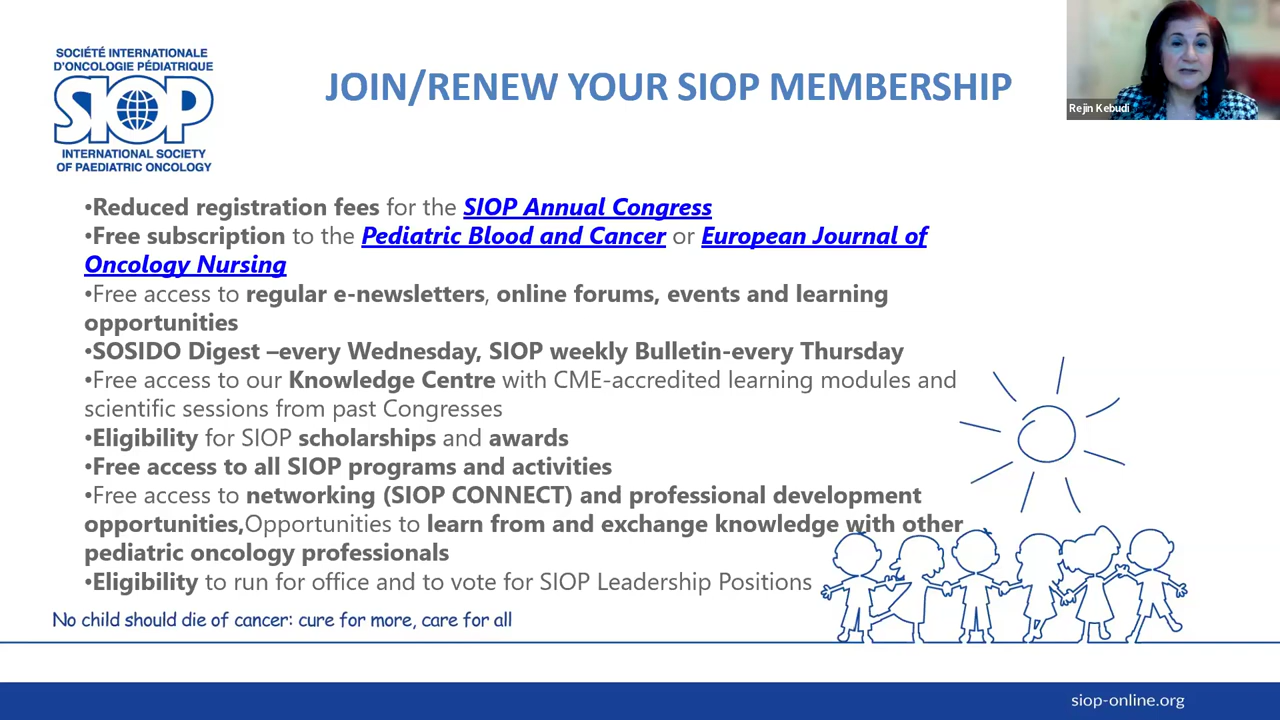 SOCIÉTÉ INTERNATIONALE
D'ONCOLOGIE PÉDIATRIQUE
SIOP
INTERNATIONAL SOCIETY
OF PAEDIATRIC ONCOLOGY
JOIN/RENEW YOUR SIOP MEMBERSHIP
Rejin Kebudi
•Reduced registration fees for the SIOP Annual Congress
•Free subscription to the Pediatric Blood and Cancer or European Journal of
Oncology Nursing
•Free access to regular e-newsletters, online forums, events and learning
opportunities
•SOSIDO Digest –every Wednesday, SIOP weekly Bulletin-every Thursday
•Free access to our Knowledge Centre with CME-accredited learning modules and
scientific sessions from past Congresses
•Eligibility for SIOP scholarships and awards
•Free access to all SIOP programs and activities
•Free access to networking (SIOP CONNECT) and professional development
opportunities,Opportunities to learn from and exchange knowledge with other
pediatric oncology professionals
•Eligibility to run for office and to vote for SIOP Leadership Positions
No child should die of cancer: cure for more, care for all
siop-online.org